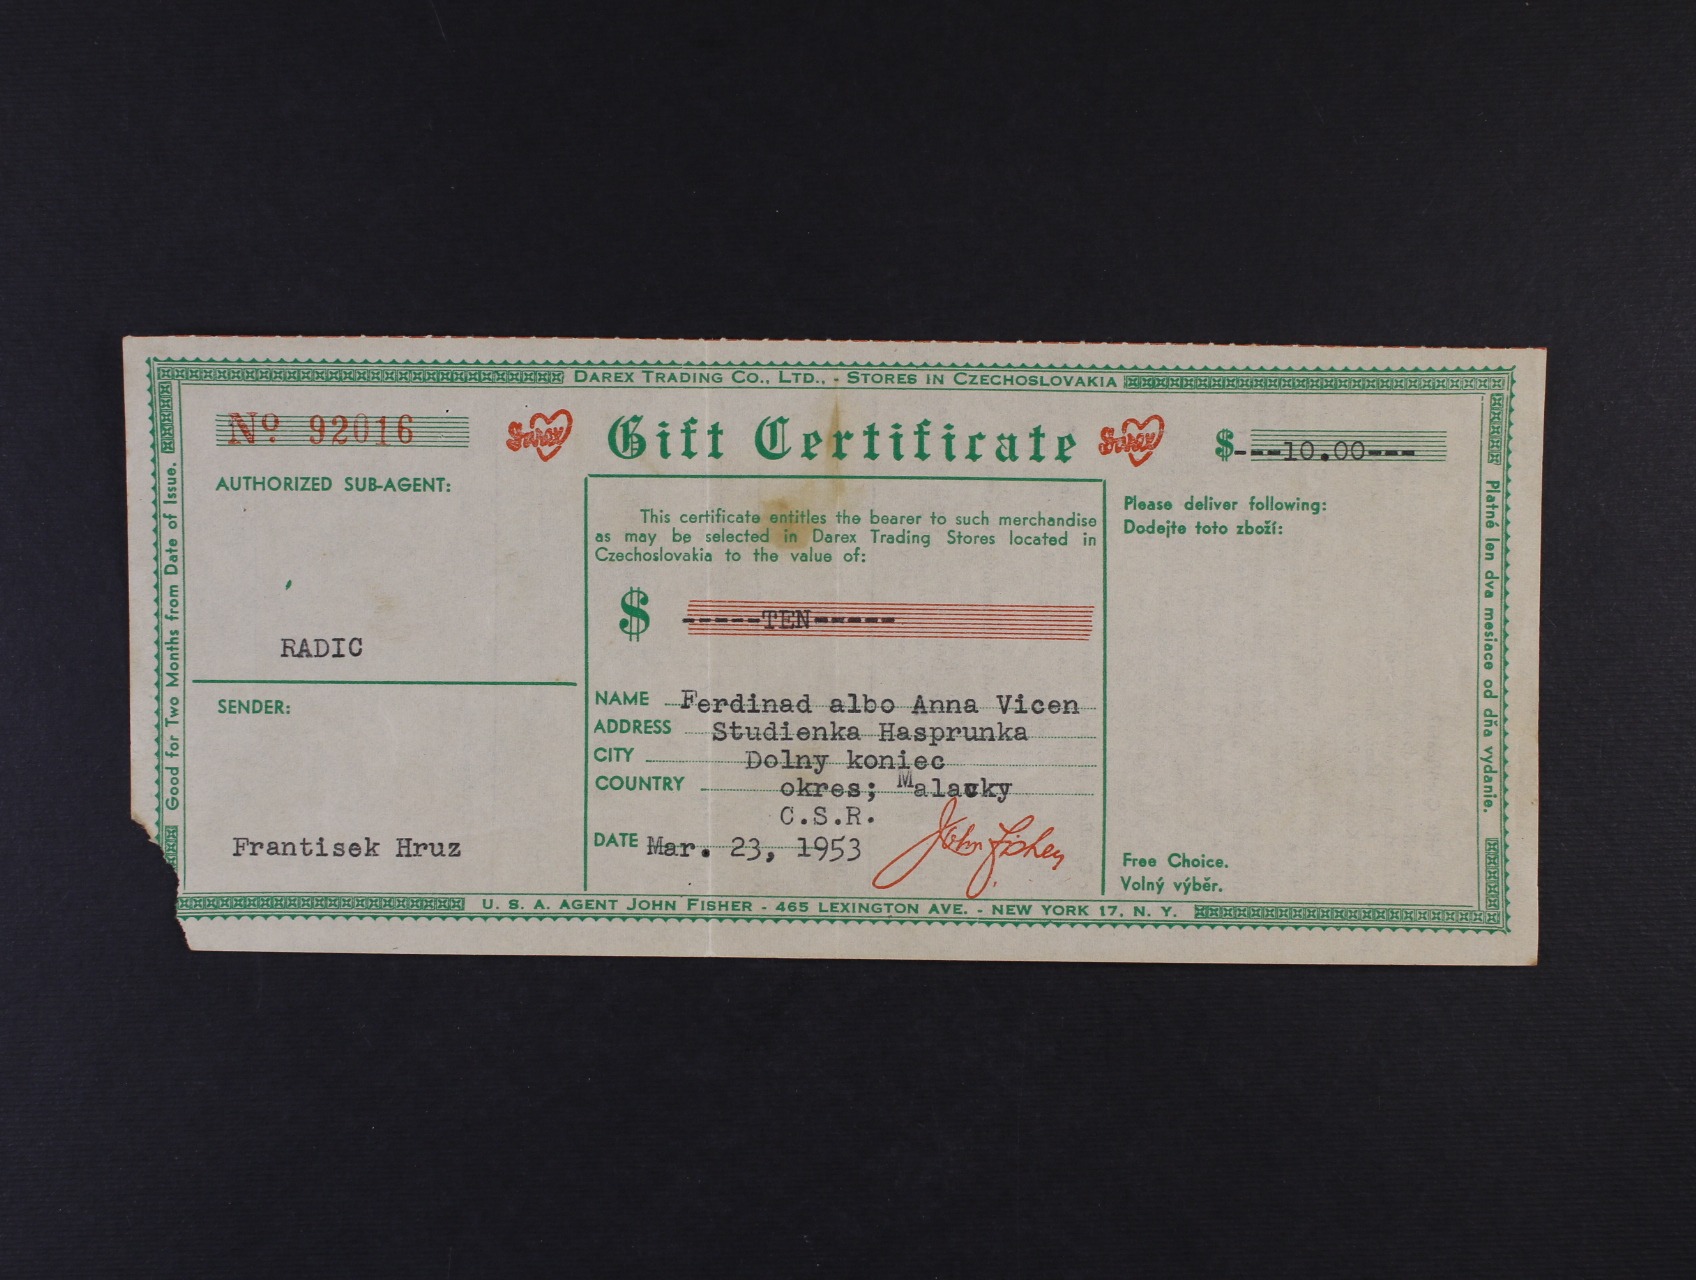 DAREX TRADING CO., LTD., - STORES IN CZECHOSLOVAKIA
Nº 92016
Darex
Gift Certificate
Darex
$---10.00---
AUTHORIZED SUB-AGENT:
RADIC
SENDER:
Frantisek Hruz
This certificate entitles the bearer to such merchandise
as may be selected in Darex Trading Stores located in
Czechoslovakia to the value of:
$ -----TEN-----
NAME Ferdinad albo Anna Vicen
ADDRESS Studienka Hasprunka
CITY Dolny koniec
COUNTRY okres; Malacky
C.S.R.
DATE Mar. 23, 1953
John Fisher
Please deliver following:
Dodejte toto zboží:
Free Choice.
Volný výběr.
Good for Two Months from Date of Issue.
Platné len dva mesiace od dňa vydanie.
U. S. A. AGENT JOHN FISHER - 465 LEXINGTON AVE. - NEW YORK 17, N. Y.